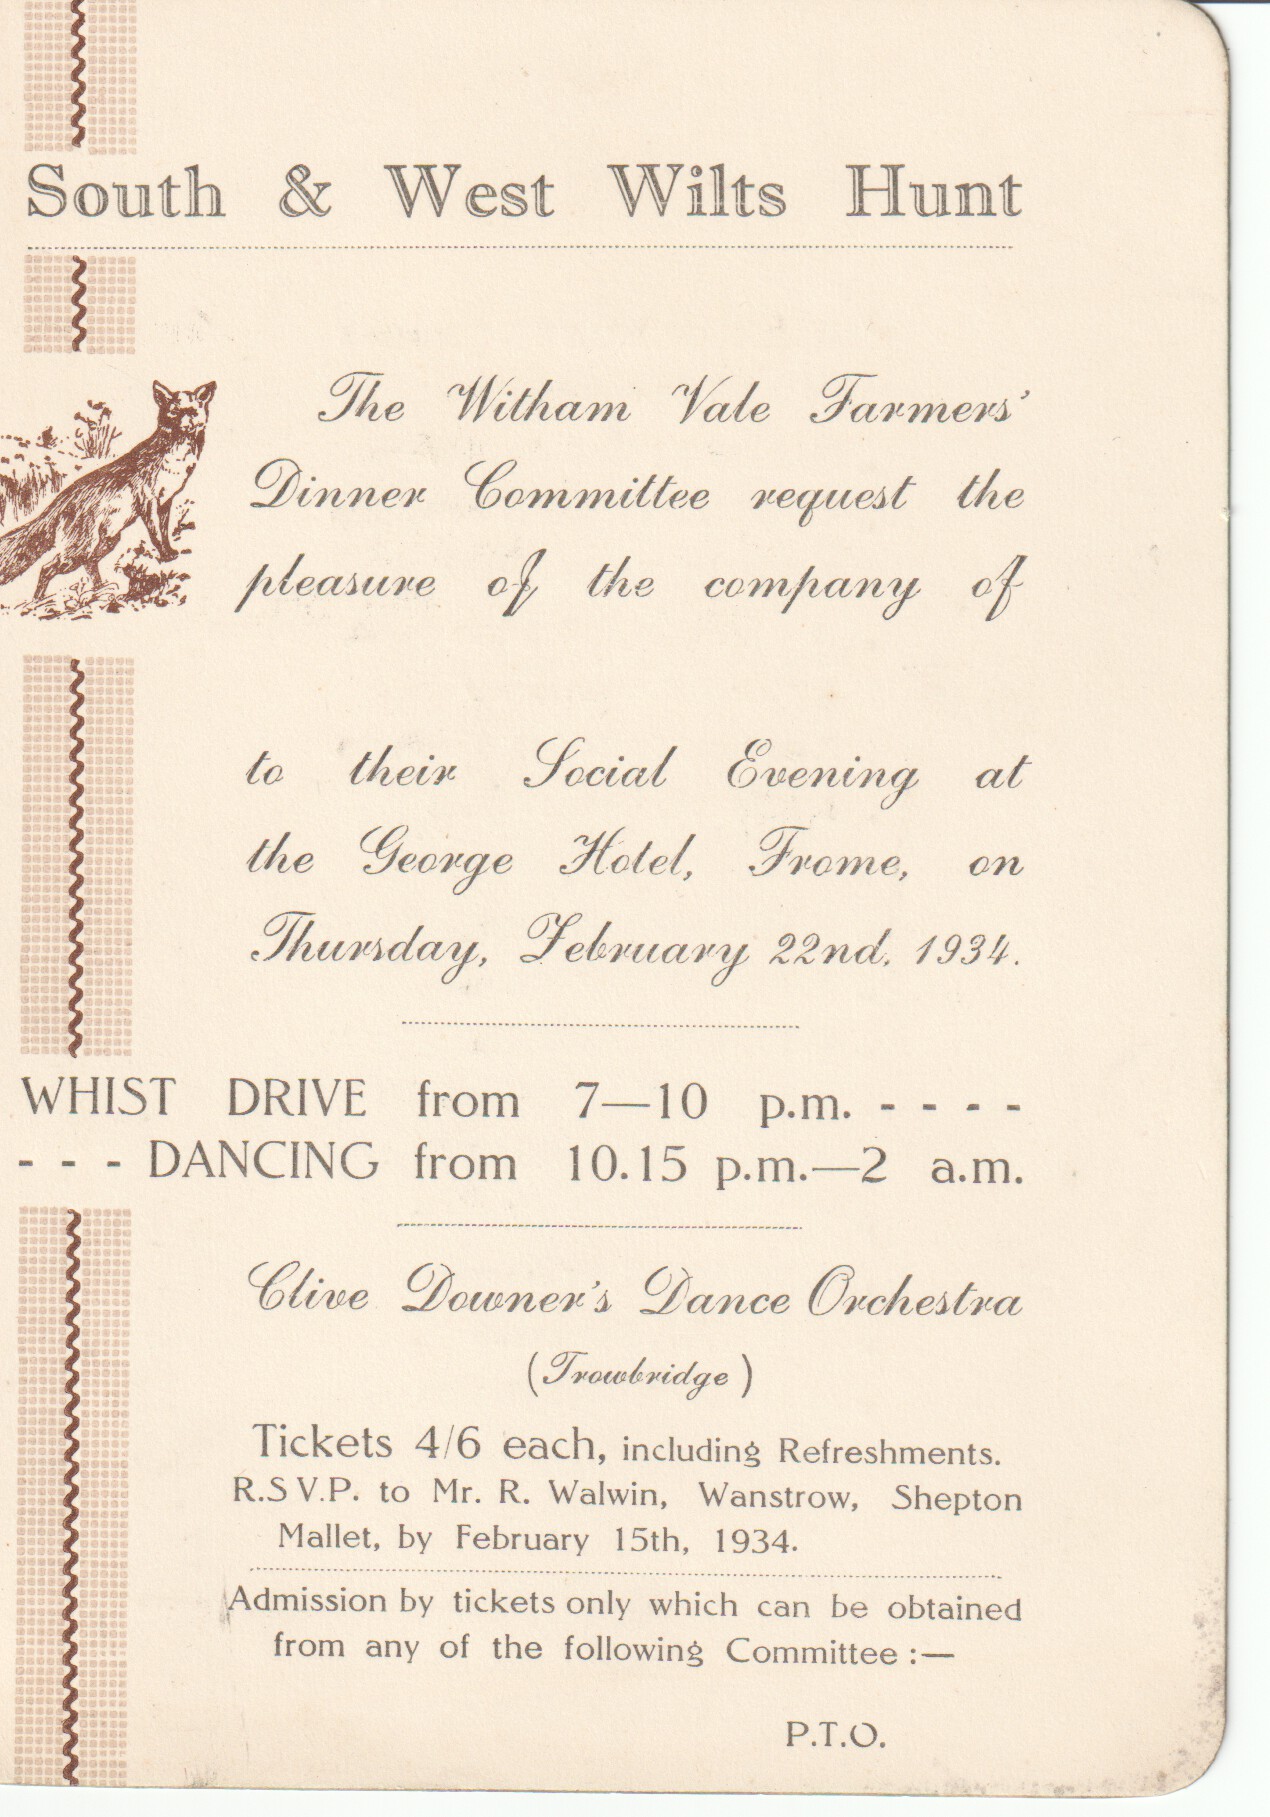 South & West Wilts Hunt
The Witham Vale Farmers'
Dinner Committee request the
pleasure of the company of
to their Social Evening at
the George Hotel, Frome, on
Thursday, February 22nd, 1934.
WHIST DRIVE from 7—10 p.m. - - - -
- - - DANCING from 10.15 p.m.—2 a.m.
Clive Downer's Dance Orchestra
(Trowbridge)
Tickets 4/6 each, including Refreshments.
R.S V.P. to Mr. R. Walwin, Wanstrow, Shepton
Mallet, by February 15th, 1934.
Admission by tickets only which can be obtained
from any of the following Committee :—
P.T.O.